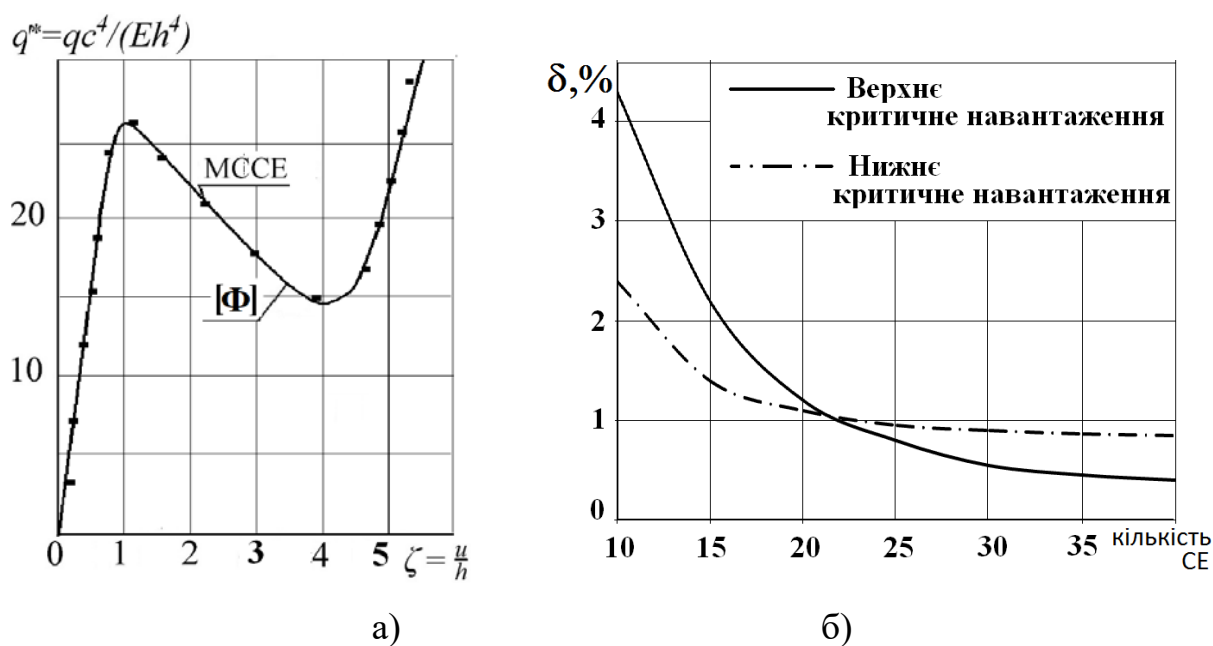 q*=qc⁴/(Eh⁴)
20
10
0 1 2 3 4 5 ζ = u/h
МССЕ
[Ф]
а)
δ,%
4
3
2
1
0
10 15 20 25 30 35 кількість
СЕ
Верхнє
критичне навантаження
Нижнє
критичне навантаження
б)